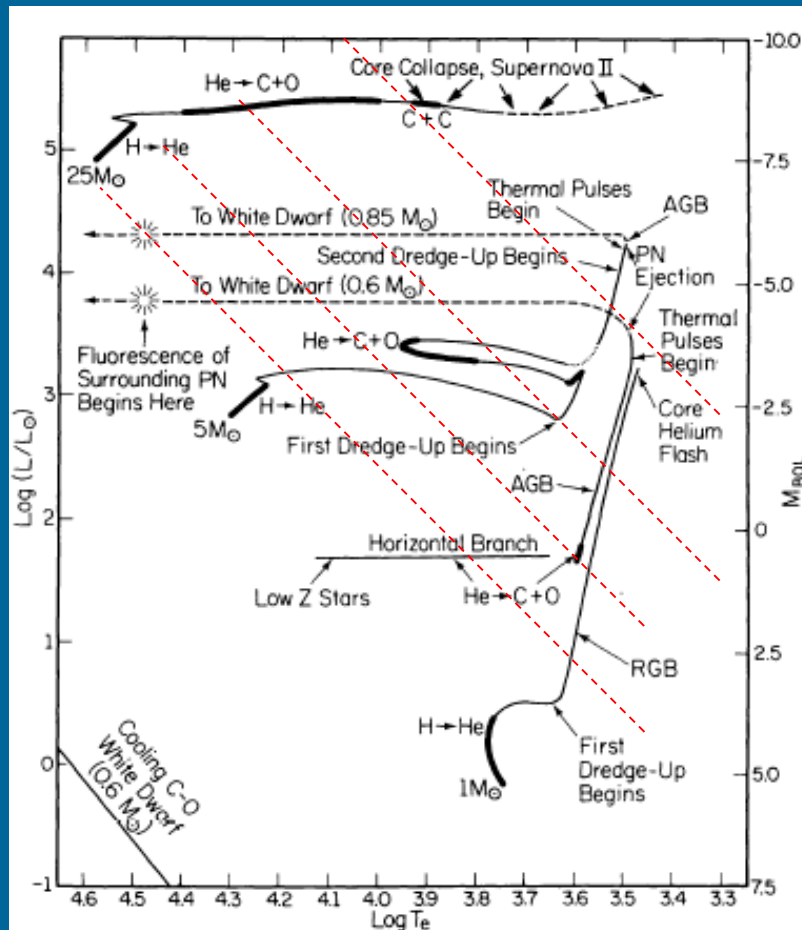 Core Collapse, Supernova II
He→C+O
C+C
H→He
25M⊙
To White Dwarf (0.85 M⊙)
Thermal Pulses
Begin
AGB
Second Dredge-Up Begins
PN
Ejection
To White Dwarf (0.6 M⊙)
He→C+O
Thermal
Pulses
Begin
Fluorescence of
Surrounding PN
Begins Here
H→He
5M⊙
First Dredge-Up Begins
Core
Helium
Flash
AGB
Horizontal Branch
Low Z Stars
He→C+O
RGB
H→He
First
Dredge-Up
Begins
1M⊙
Cooling C-O
White Dwarf
(0.6 M⊙)
Log (L/L⊙)
5
4
3
2
1
0
-1
-10.0
-7.5
-5.0
-2.5
0
2.5
5.0
7.5
MBOL
4.6 4.5 4.4 4.3 4.2 4.1 4.0 3.9 3.8 3.7 3.6 3.5 3.4 3.3
Log Te